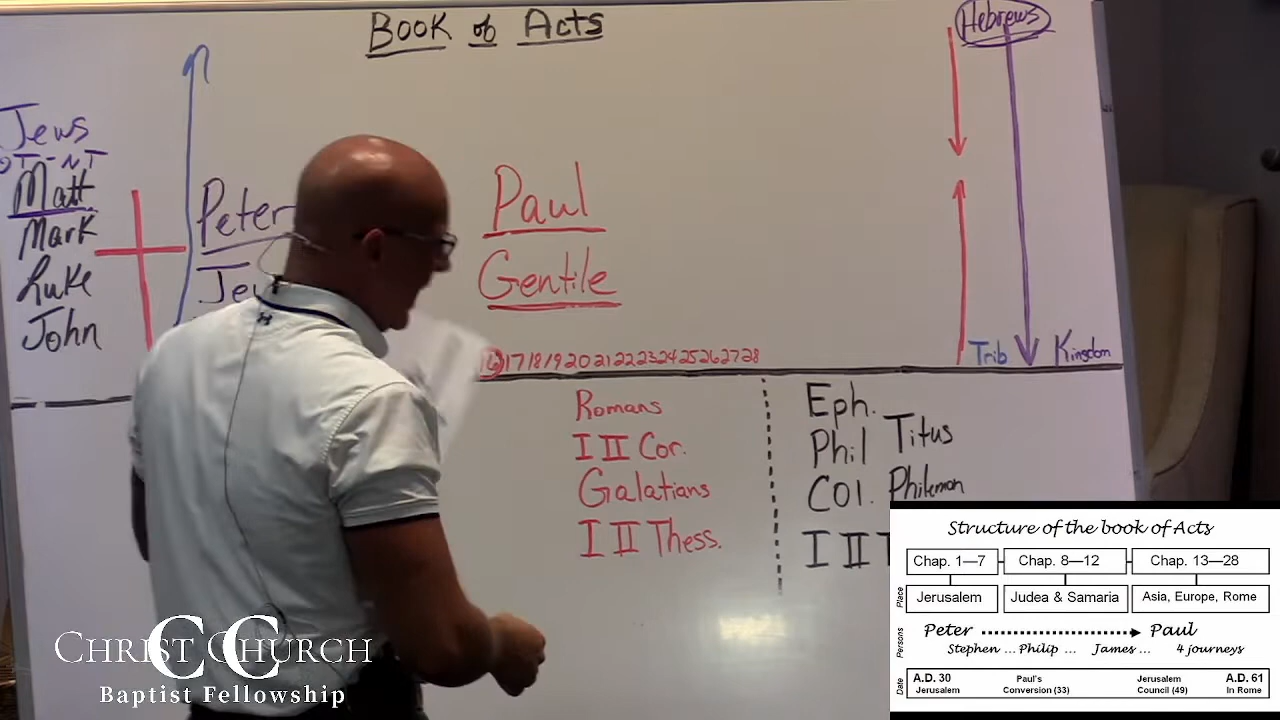 Book of Acts
Hebrews
Jews
OT-NT
Matt
Mark
Luke
John
Peter
Paul
Gentile
17 18 19 20 21 22 23 24 25 26 27 28
Trib
Kingdom
Romans
I II Cor.
Galatians
I II Thess.
Eph.
Phil
Titus
COl.
Philemon
I II
Structure of the book of Acts
Chap. 1—7
Chap. 8—12
Chap. 13—28
Place
Jerusalem
Judea & Samaria
Asia, Europe, Rome
Persons
Peter
Paul
Stephen ... Philip ... James ... 4 journeys
Date
A.D. 30
Jerusalem
Paul's
Conversion (33)
Jerusalem
Council (49)
A.D. 61
In Rome
CC
Christ Church
Baptist Fellowship